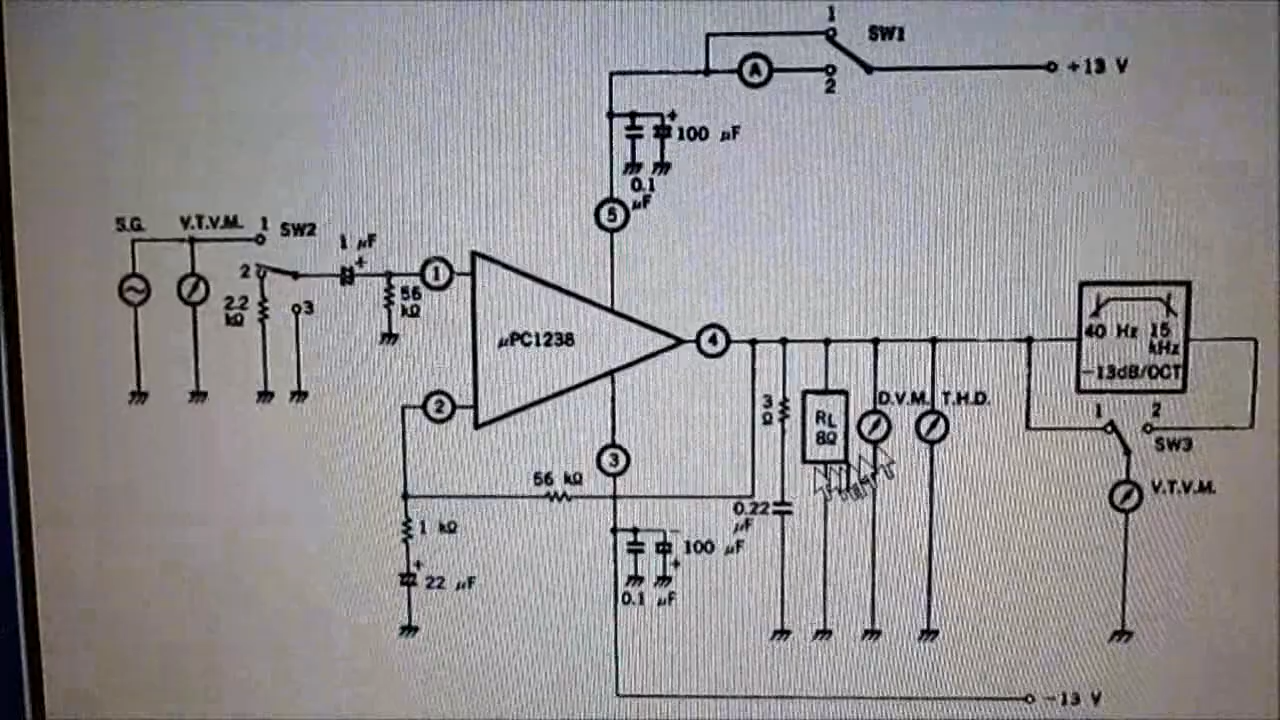 1
SW1
A
+13 V
2
100 µF
+
0.1
µF
5
S.G.
V.T.V.M.
1
SW2
1 µF
+
2
1
2.2
kΩ
3
56
kΩ
µPC1238
4
40 Hz 15
kHz
-13dB/OCT
2
3
Ω
RL
8Ω
D.V.M.
T.H.D.
1
2
SW3
3
56 kΩ
V.T.V.M.
0.22
µF
1 kΩ
+
22 µF
−
100 µF
+
0.1 µF
-13 V